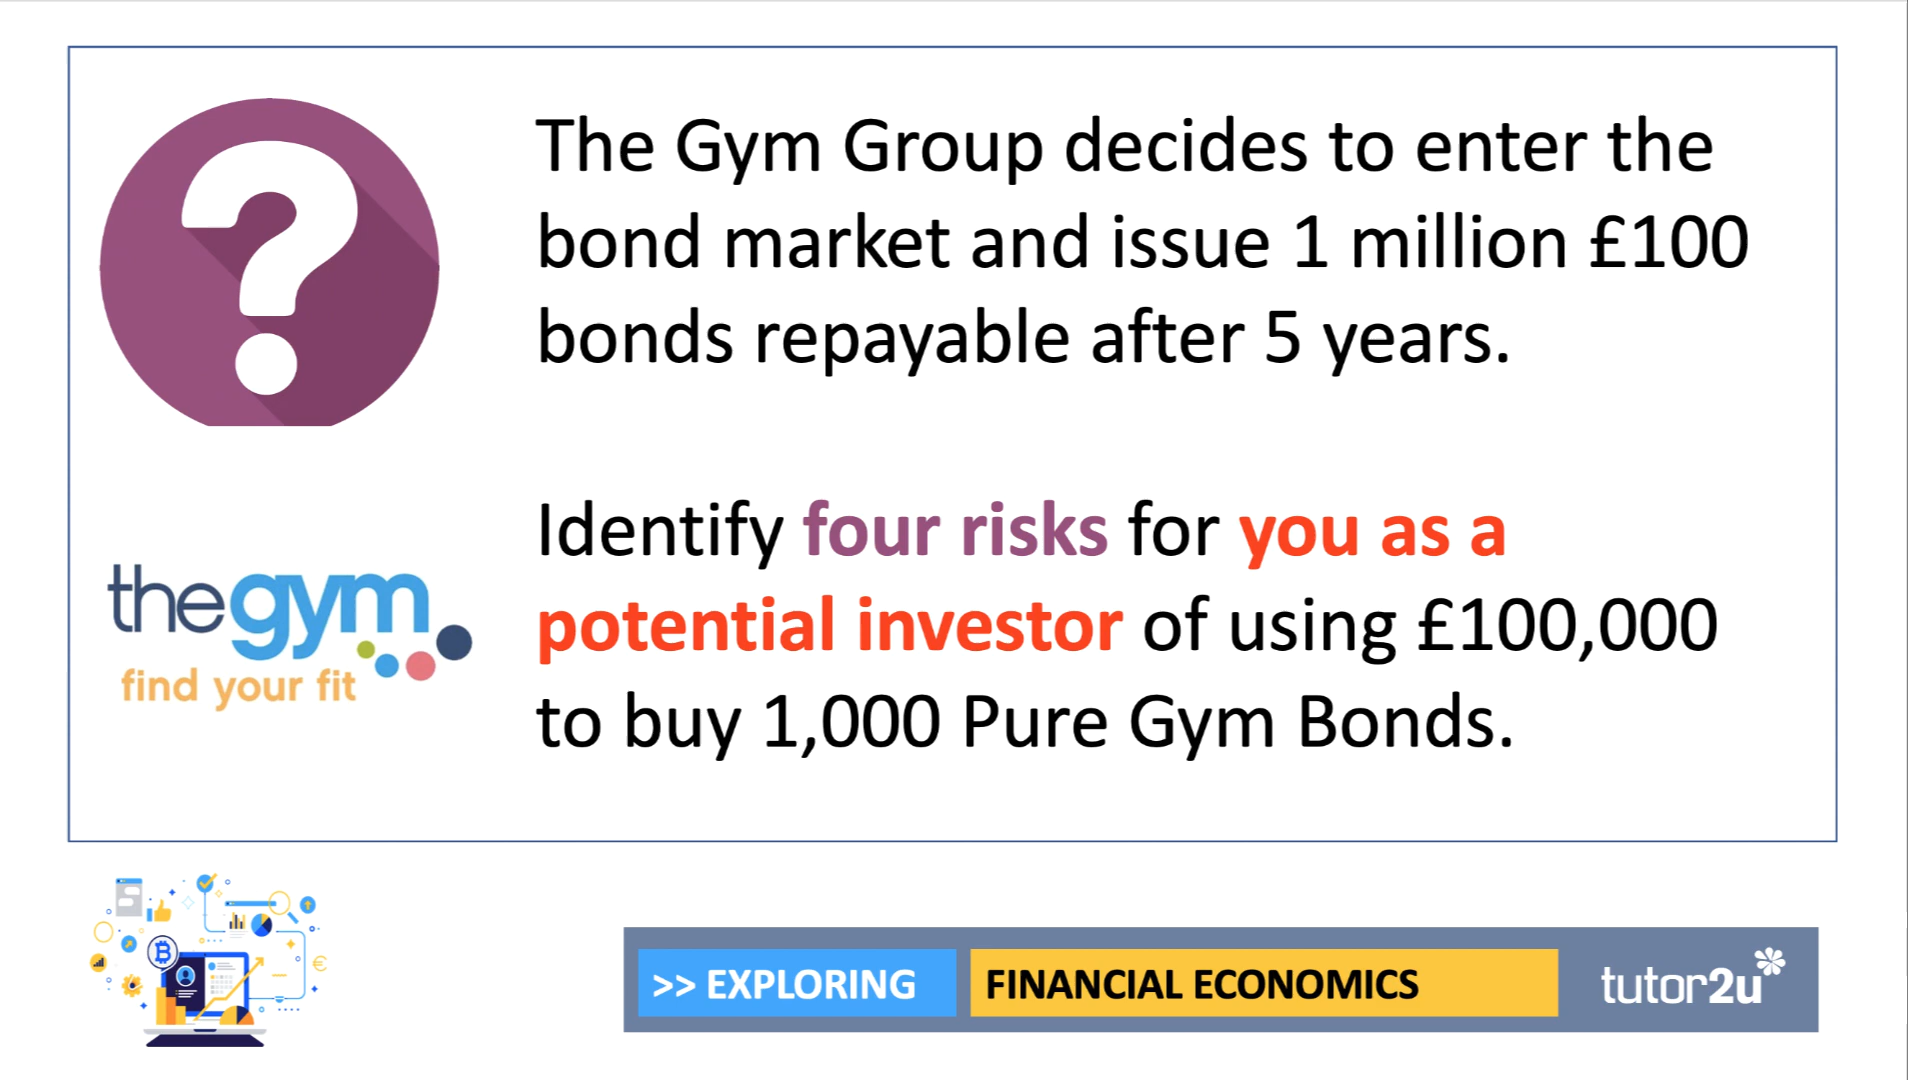 The Gym Group decides to enter the
bond market and issue 1 million £100
bonds repayable after 5 years.
Identify four risks for you as a
potential investor of using £100,000
to buy 1,000 Pure Gym Bonds.
thegym
find your fit
>> EXPLORING
FINANCIAL ECONOMICS
tutor2u